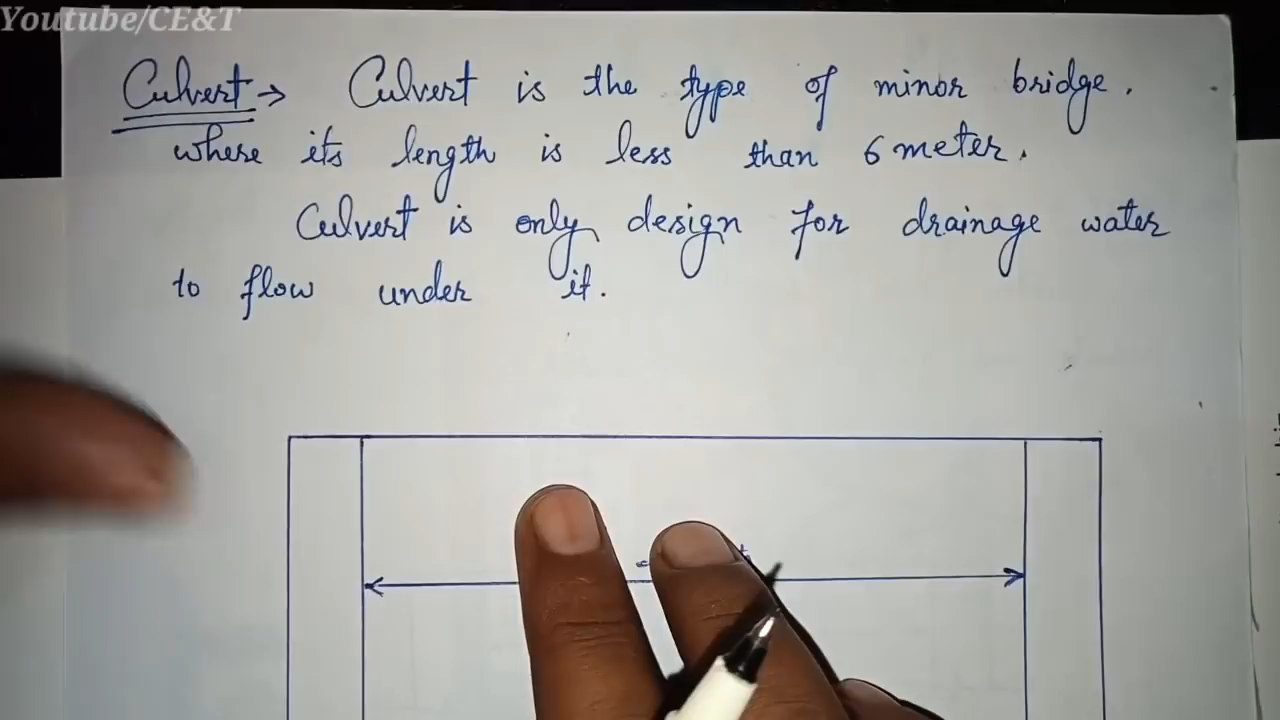 Youtube/CE&T
Culvert → Culvert is the type of minor bridge.
where its length is less than 6 meter.
Culvert is only design for drainage water
to flow under it.